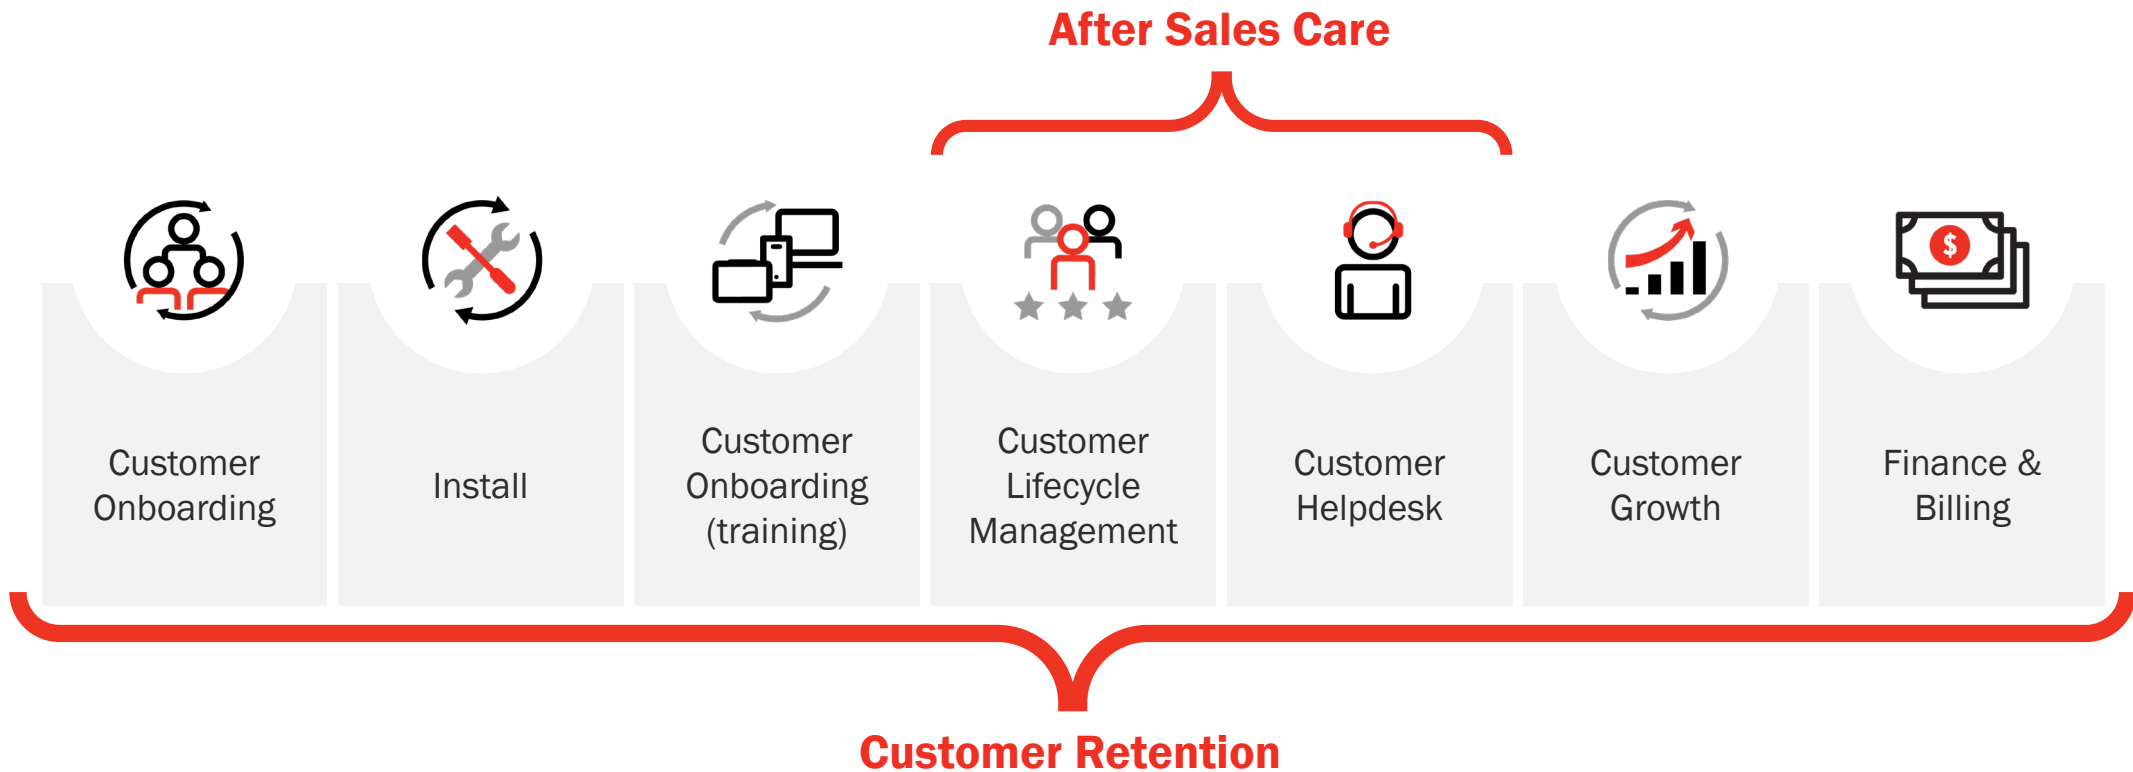 After Sales Care
$
Customer
Onboarding
Install
Customer
Onboarding
(training)
Customer
Lifecycle
Management
Customer
Helpdesk
Customer
Growth
Finance &
Billing
Customer Retention